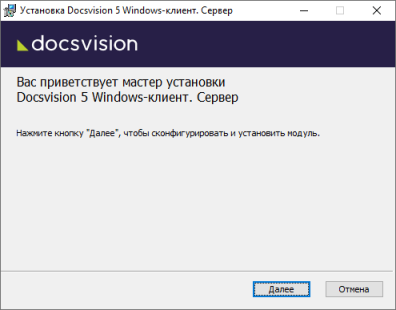 Установка Docsvision 5 Windows-клиент. Сервер
docsvision
Вас приветствует мастер установки
Docsvision 5 Windows-клиент. Сервер
Нажмите кнопку "Далее", чтобы сконфигурировать и установить модуль.
Далее
Отмена